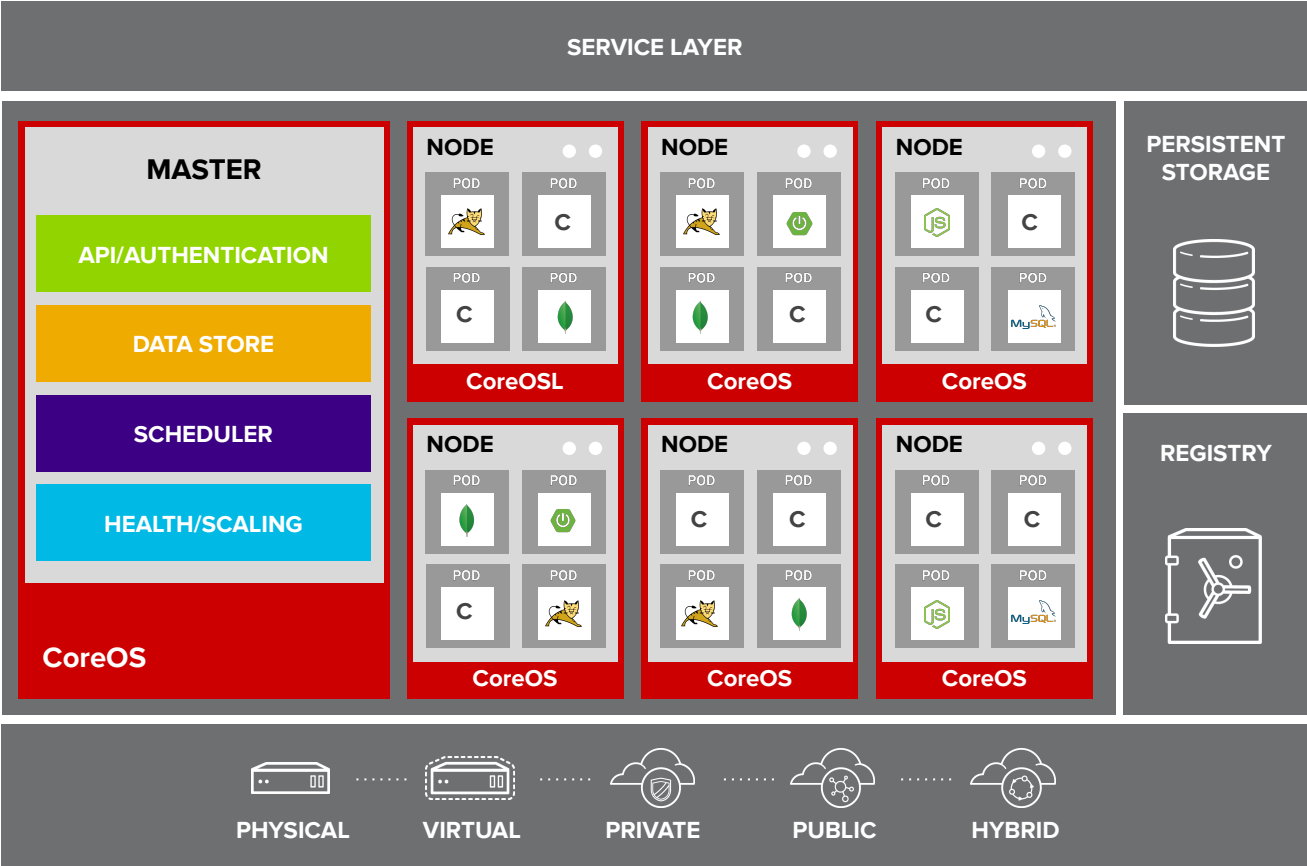 SERVICE LAYER
MASTER
API/AUTHENTICATION
DATA STORE
SCHEDULER
HEALTH/SCALING
CoreOS
NODE
POD
POD
C
POD
POD
C
CoreOSL
NODE
POD
POD
POD
POD
C
CoreOS
NODE
POD
POD
JS
C
POD
POD
C
MySQL
CoreOS
NODE
POD
POD
POD
POD
C
CoreOS
NODE
POD
POD
C
C
POD
POD
CoreOS
NODE
POD
POD
C
C
POD
POD
JS
MySQL
CoreOS
PERSISTENT
STORAGE
REGISTRY
PHYSICAL
VIRTUAL
PRIVATE
PUBLIC
HYBRID